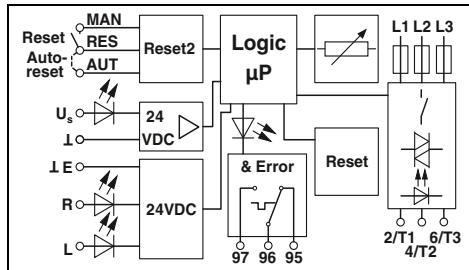 MAN
Reset
RES
Auto-
reset
AUT
Reset2
Logic
µP
L1 L2 L3
Us
24
VDC
⊥
⊥ E
R
L
24VDC
& Error
97 96 95
Reset
2/T1 6/T3
4/T2